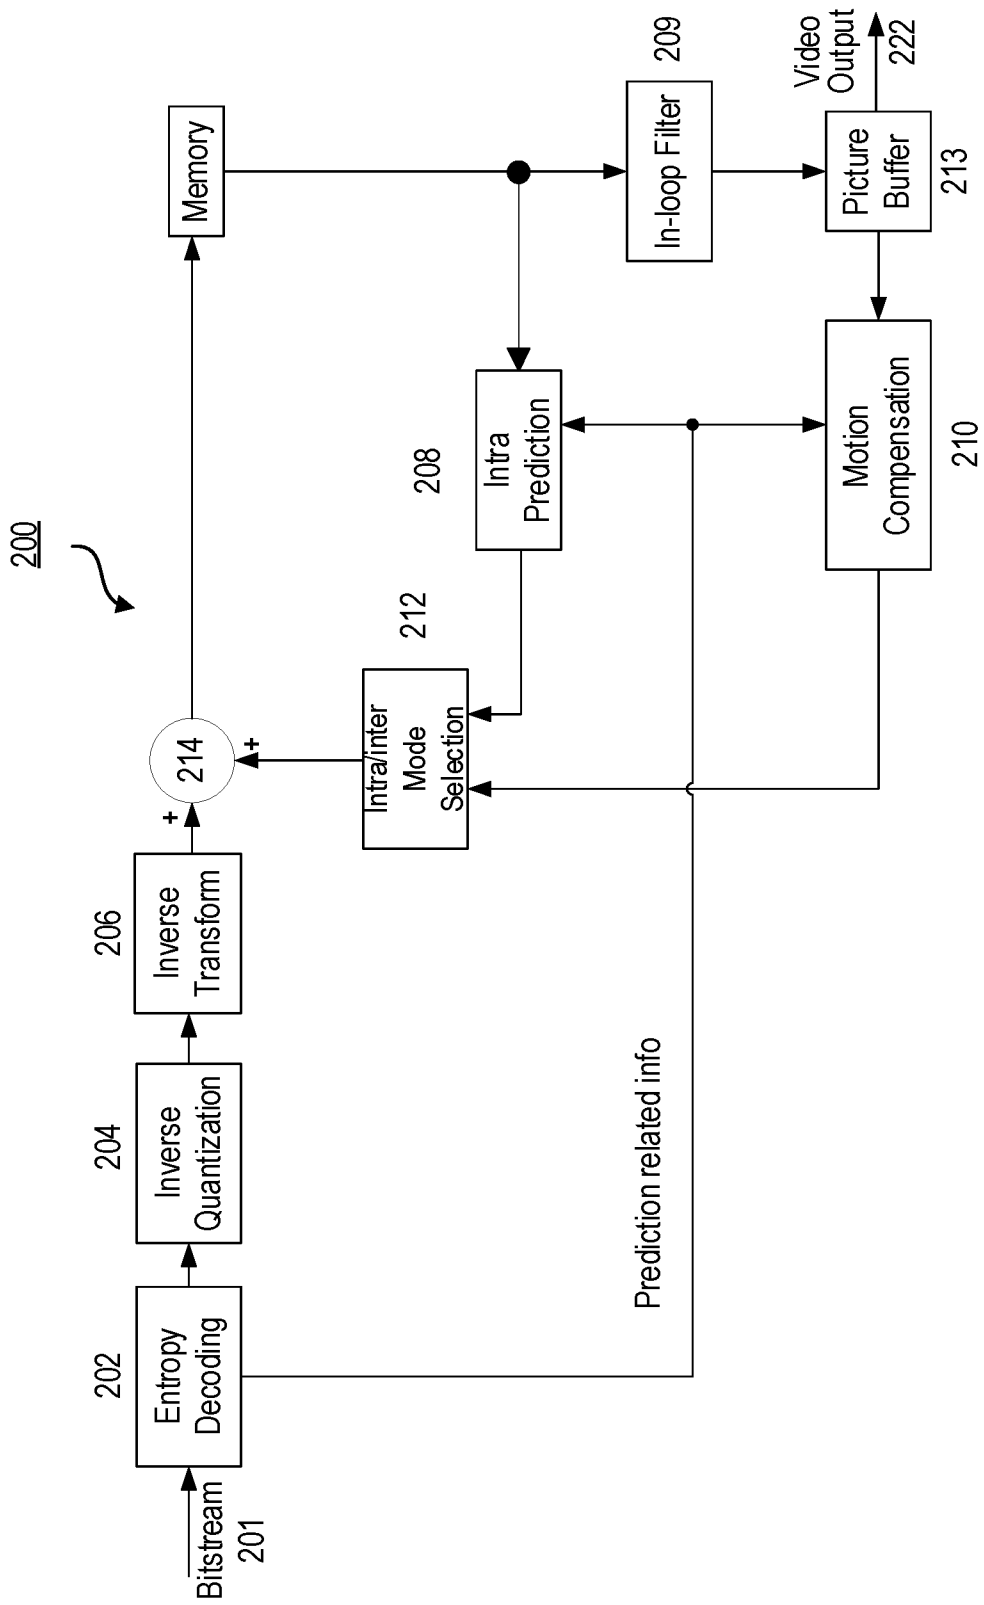 200
202
Entropy
Decoding
204
Inverse
Quantization
206
Inverse
Transform
+
214
+
Memory
Bitstream
201
212
Intra/inter
Mode
Selection
208
Intra
Prediction
In-loop Filter
209
Prediction related info
Motion
Compensation
210
Picture
Buffer
213
Video
Output
222